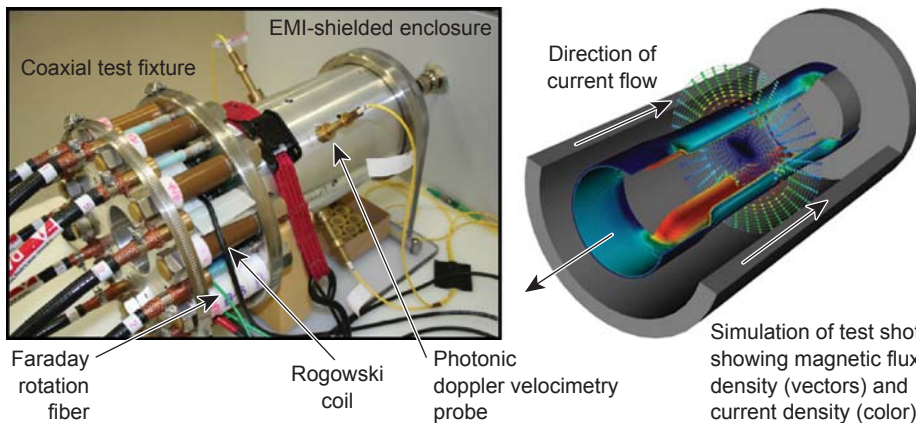 EMI-shielded enclosure
Coaxial test fixture
Direction of
current flow
Faraday
rotation
fiber
Rogowski
coil
Photonic
doppler velocimetry
probe
Simulation of test shot
showing magnetic flux
density (vectors) and
current density (color)